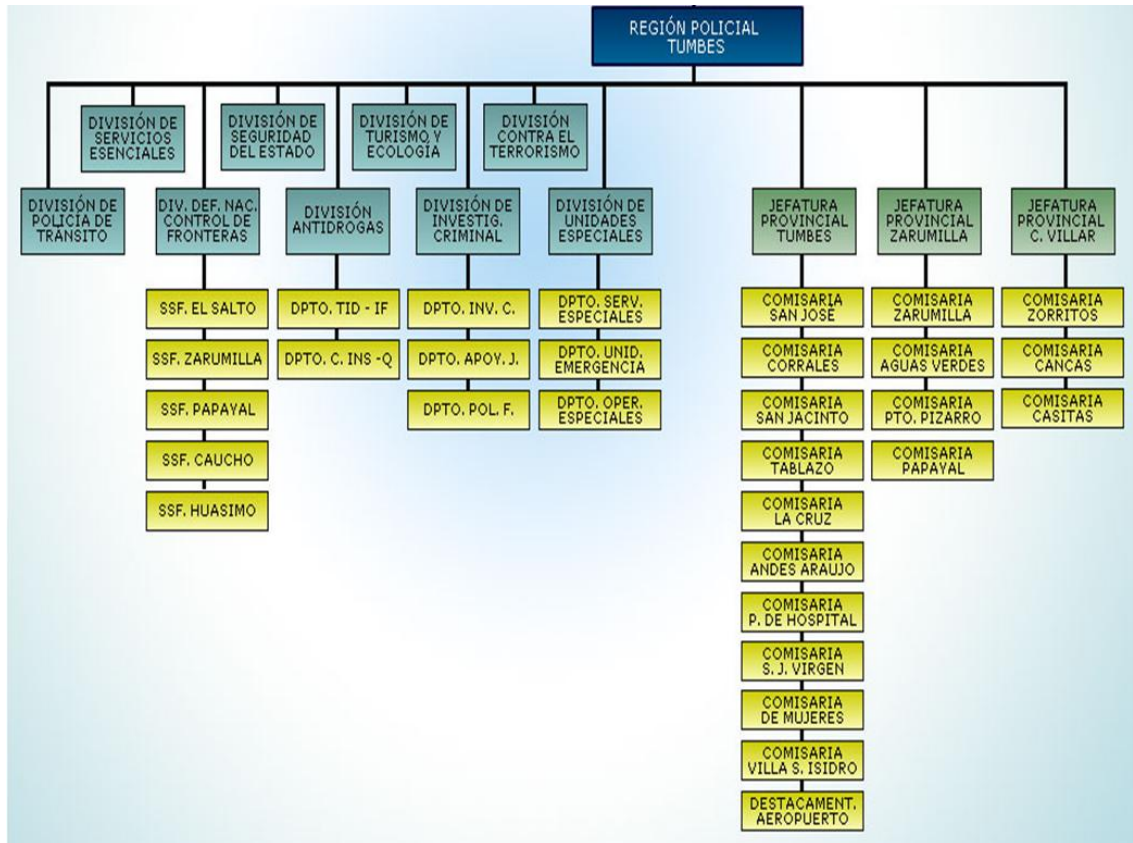 REGIÓN POLICIAL
TUMBES
DIVISIÓN DE
SERVICIOS
ESENCIALES
DIVISIÓN DE
SEGURIDAD
DEL ESTADO
DIVISIÓN DE
TURISMO Y
ECOLOGÍA
DIVISIÓN
CONTRA EL
TERRORISMO
DIVISIÓN DE
POLICÍA DE
TRÁNSITO
DIV. DEF. NAC.
CONTROL DE
FRONTERAS
DIVISIÓN
ANTIDROGAS
DIVISIÓN DE
INVESTIG.
CRIMINAL
DIVISIÓN DE
UNIDADES
ESPECIALES
JEFATURA
PROVINCIAL
TUMBES
JEFATURA
PROVINCIAL
ZARUMILLA
JEFATURA
PROVINCIAL
C. VILLAR
SSF. EL SALTO
SSF. ZARUMILLA
SSF. PAPAYAL
SSF. CAUCHO
SSF. HUASIMO
DPTO. TID - IF
DPTO. C. INS -Q
DPTO. INV. C.
DPTO. APOY. J.
DPTO. POL. F.
DPTO. SERV.
ESPECIALES
DPTO. UNID.
EMERGENCIA
DPTO. OPER.
ESPECIALES
COMISARIA
SAN JOSÉ
COMISARIA
CORRALES
COMISARIA
SAN JACINTO
COMISARIA
TABLAZO
COMISARIA
LA CRUZ
COMISARIA
ANDES ARAUJO
COMISARIA
P. DE HOSPITAL
COMISARIA
S. J. VIRGEN
COMISARIA
DE MUJERES
COMISARIA
VILLA S. ISIDRO
DESTACAMENT.
AEROPUERTO
COMISARIA
ZARUMILLA
COMISARIA
AGUAS VERDES
COMISARIA
PTO. PIZARRO
COMISARIA
PAPAYAL
COMISARIA
ZORRITOS
COMISARIA
CANCAS
COMISARIA
CASITAS